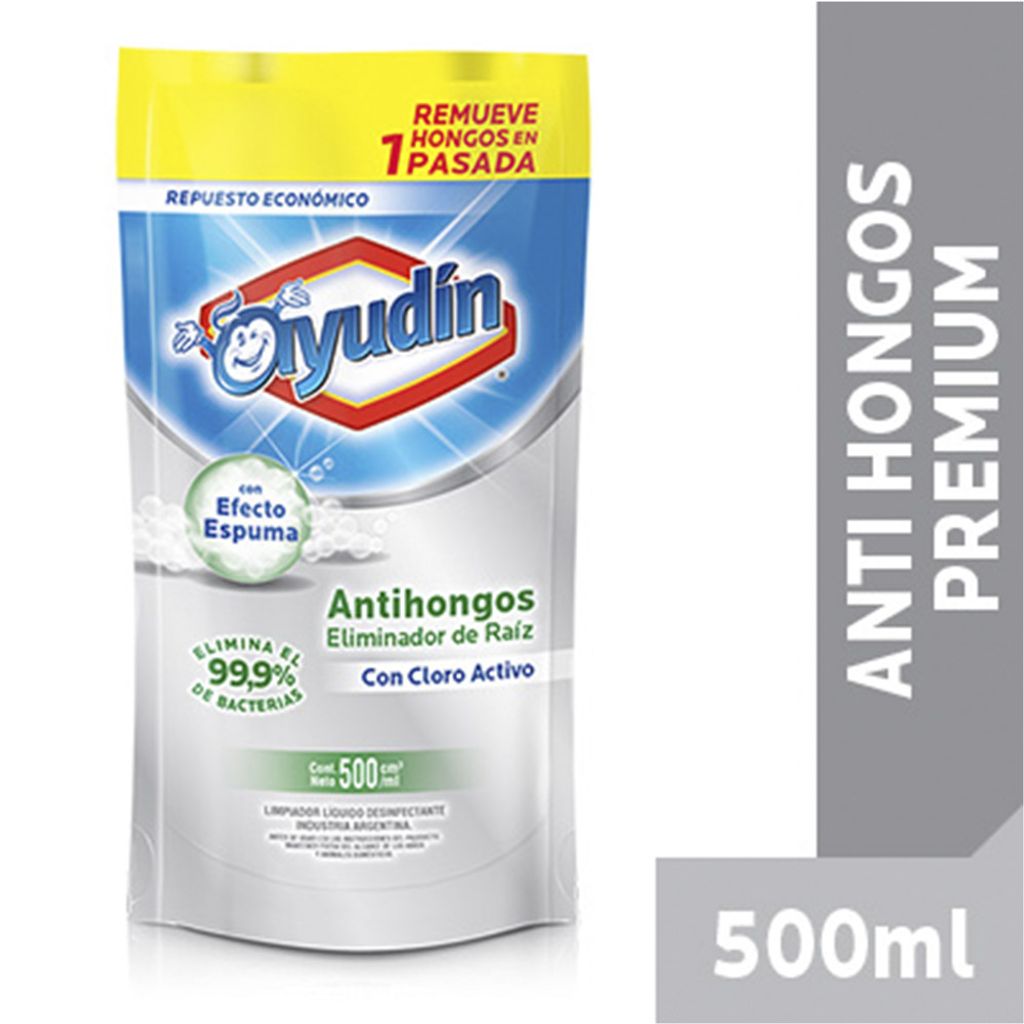 REMUEVE
1 HONGOS EN
PASADA
REPUESTO ECONÓMICO
Ayudín
con
Efecto
Espuma
Antihongos
Eliminador de Raíz
Con Cloro Activo
ELIMINA EL
99,9%
DE BACTERIAS
Cont. Neto 500 cm³/ml
LIMPIADOR LÍQUIDO DESINFECTANTE
INDUSTRIA ARGENTINA.
ANTI HONGOS
PREMIUM
500ml